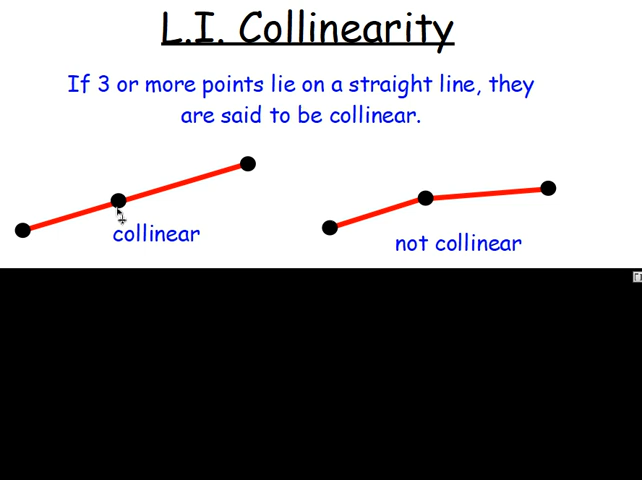 L.I. Collinearity
If 3 or more points lie on a straight line, they
are said to be collinear.
collinear
not collinear